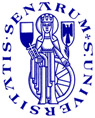 SENARUM • S • UNIVERSITATIS